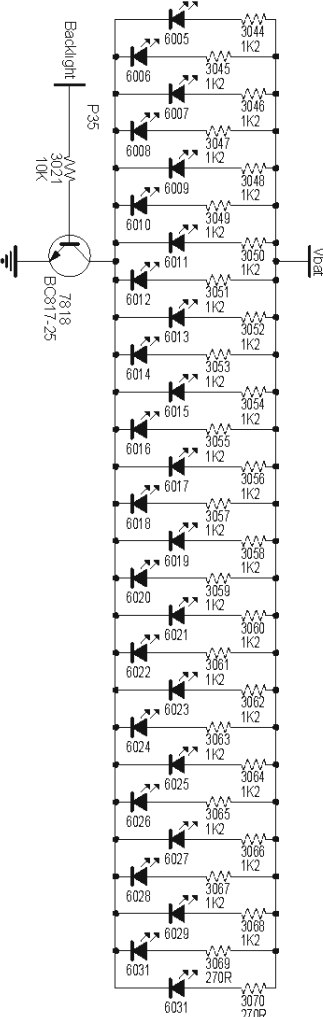 6005
3044
1K2
6006
3045
1K2
6007
3046
1K2
6008
3047
1K2
6009
3048
1K2
6010
3049
1K2
6011
3050
1K2
6012
3051
1K2
6013
3052
1K2
6014
3053
1K2
6015
3054
1K2
6016
3055
1K2
6017
3056
1K2
6018
3057
1K2
6019
3058
1K2
6020
3059
1K2
6021
3060
1K2
6022
3061
1K2
6023
3062
1K2
6024
3063
1K2
6025
3064
1K2
6026
3065
1K2
6027
3066
1K2
6028
3067
1K2
6029
3068
1K2
6031
3069
270R
6031
3070
270R
Backlight
P35
3021
10K
7818
BC817-25
Vbat